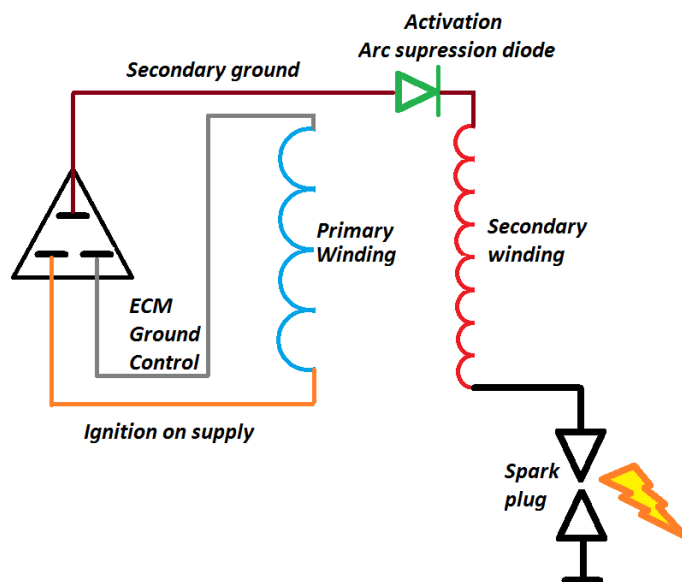 Activation
Arc supression diode
Secondary ground
Primary
Winding
Secondary
winding
ECM
Ground
Control
Ignition on supply
Spark
plug